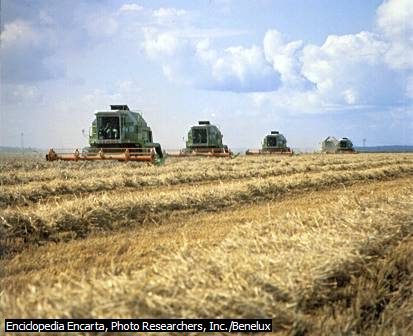 Enciclopedia Encarta, Photo Researchers, Inc./Benelux